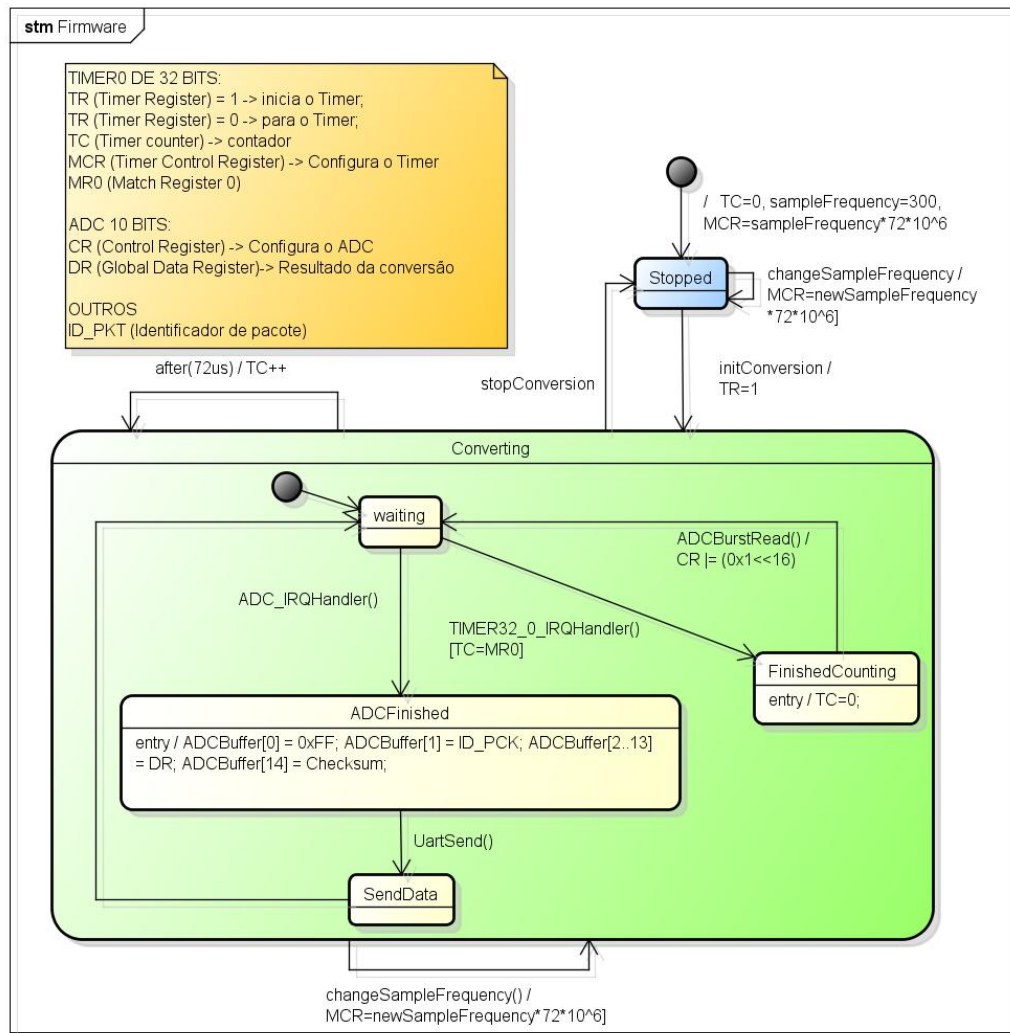 stm Firmware
TIMER0 DE 32 BITS:
TR (Timer Register) = 1 -> inicia o Timer;
TR (Timer Register) = 0 -> para o Timer;
TC (Timer counter) -> contador
MCR (Timer Control Register) -> Configura o Timer
MR0 (Match Register 0)
ADC 10 BITS:
CR (Control Register) -> Configura o ADC
DR (Global Data Register)-> Resultado da conversão
OUTROS
ID_PKT (Identificador de pacote)
/ TC=0, sampleFrequency=300,
MCR=sampleFrequency*72*10^6
Stopped
changeSampleFrequency /
MCR=newSampleFrequency
*72*10^6]
after(72us) / TC++
stopConversion
initConversion /
TR=1
Converting
waiting
ADCBurstRead() /
CR |= (0x1<<16)
ADC_IRQHandler()
TIMER32_0_IRQHandler()
[TC=MR0]
FinishedCounting
entry / TC=0;
ADCFinished
entry / ADCBuffer[0] = 0xFF; ADCBuffer[1] = ID_PCK; ADCBuffer[2..13]
= DR; ADCBuffer[14] = Checksum;
UartSend()
SendData
changeSampleFrequency() /
MCR=newSampleFrequency*72*10^6]